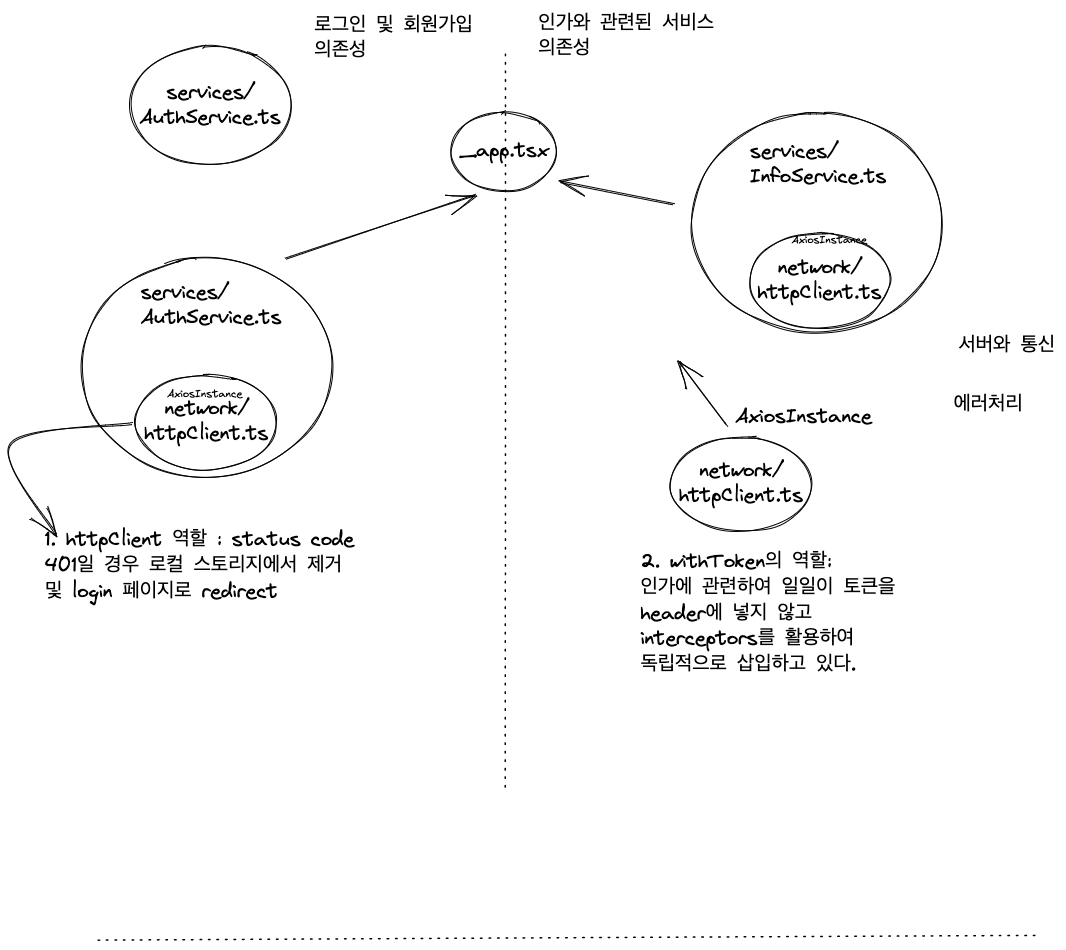 로그인 및 회원가입
의존성
인가와 관련된 서비스
의존성
services/
AuthService.ts
_app.tsx
services/
InfoService.ts
AxiosInstance
network/
httpClient.ts
services/
AuthService.ts
AxiosInstance
network/
httpClient.ts
서버와 통신
에러처리
AxiosInstance
network/
httpClient.ts
1. httpClient 역할 : status code
401일 경우 로컬 스토리지에서 제거
및 login 페이지로 redirect
2. withToken의 역할:
인가에 관련하여 일일이 토큰을
header에 넣지 않고
interceptors를 활용하여
독립적으로 삽입하고 있다.